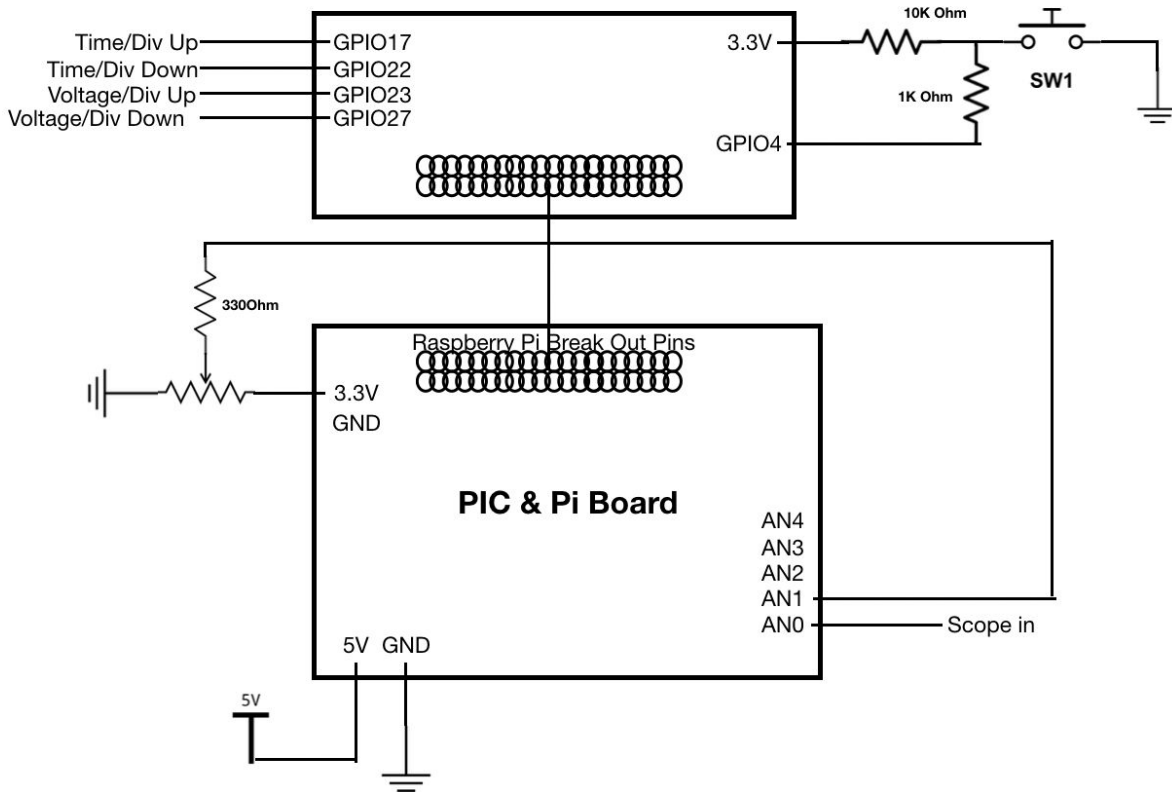 Time/Div Up
GPIO17
Time/Div Down
GPIO22
Voltage/Div Up
GPIO23
Voltage/Div Down
GPIO27
3.3V
GPIO4
10K Ohm
1K Ohm
SW1
330Ohm
Raspberry Pi Break Out Pins
3.3V
GND
PIC & Pi Board
AN4
AN3
AN2
AN1
AN0
Scope in
5V GND
5V